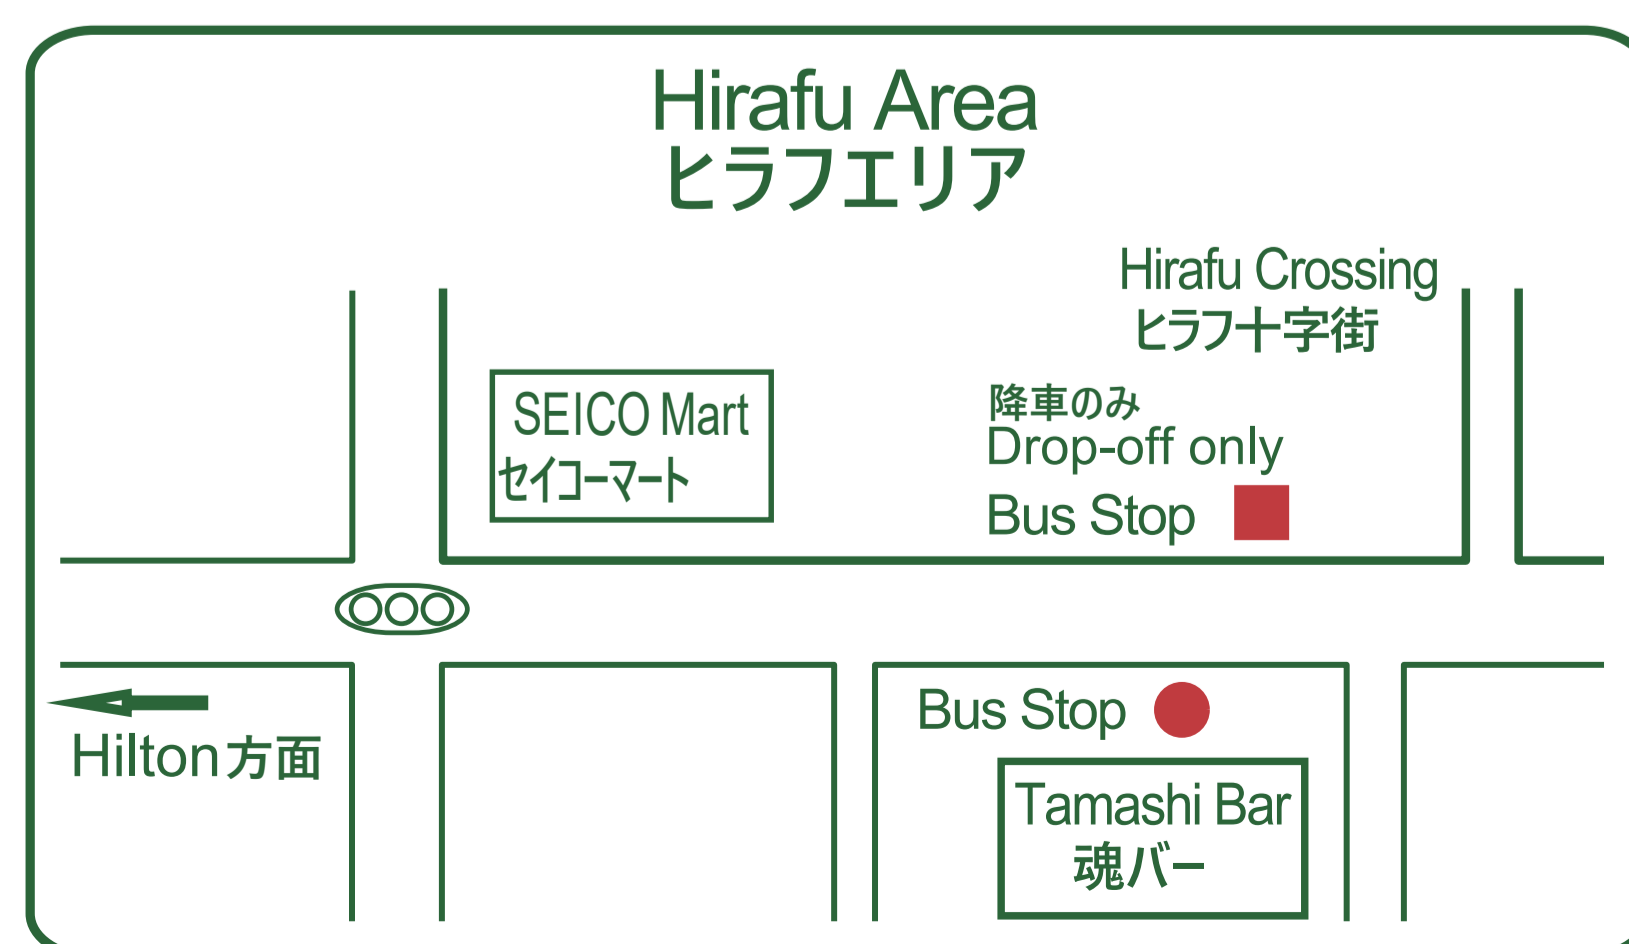 Hirafu Area
ヒラフエリア
Hirafu Crossing
ヒラフ十字街
SEICO Mart
セイコーマート
降車のみ
Drop-off only
Bus Stop
Hilton方面
Bus Stop
Tamashi Bar
魂バー